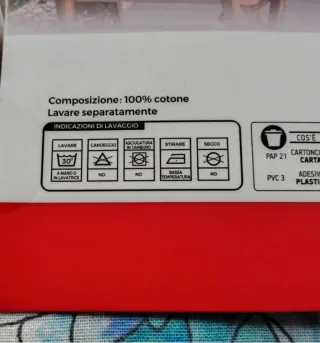 Composizione: 100% cotone
Lavare separatamente
INDICAZIONI DI LAVAGGIO
LAVARE
CANDEGGIO
ASCIUGATURA
IN TAMBURO
STIRARE
SECCO
30°
A MANO O
IN LAVATRICE
NO
NO
BASSA
TEMPERATURA
NO
COS'È
PAP 21
CARTONCI
CARTA
PVC 3
ADESIV
PLASTI